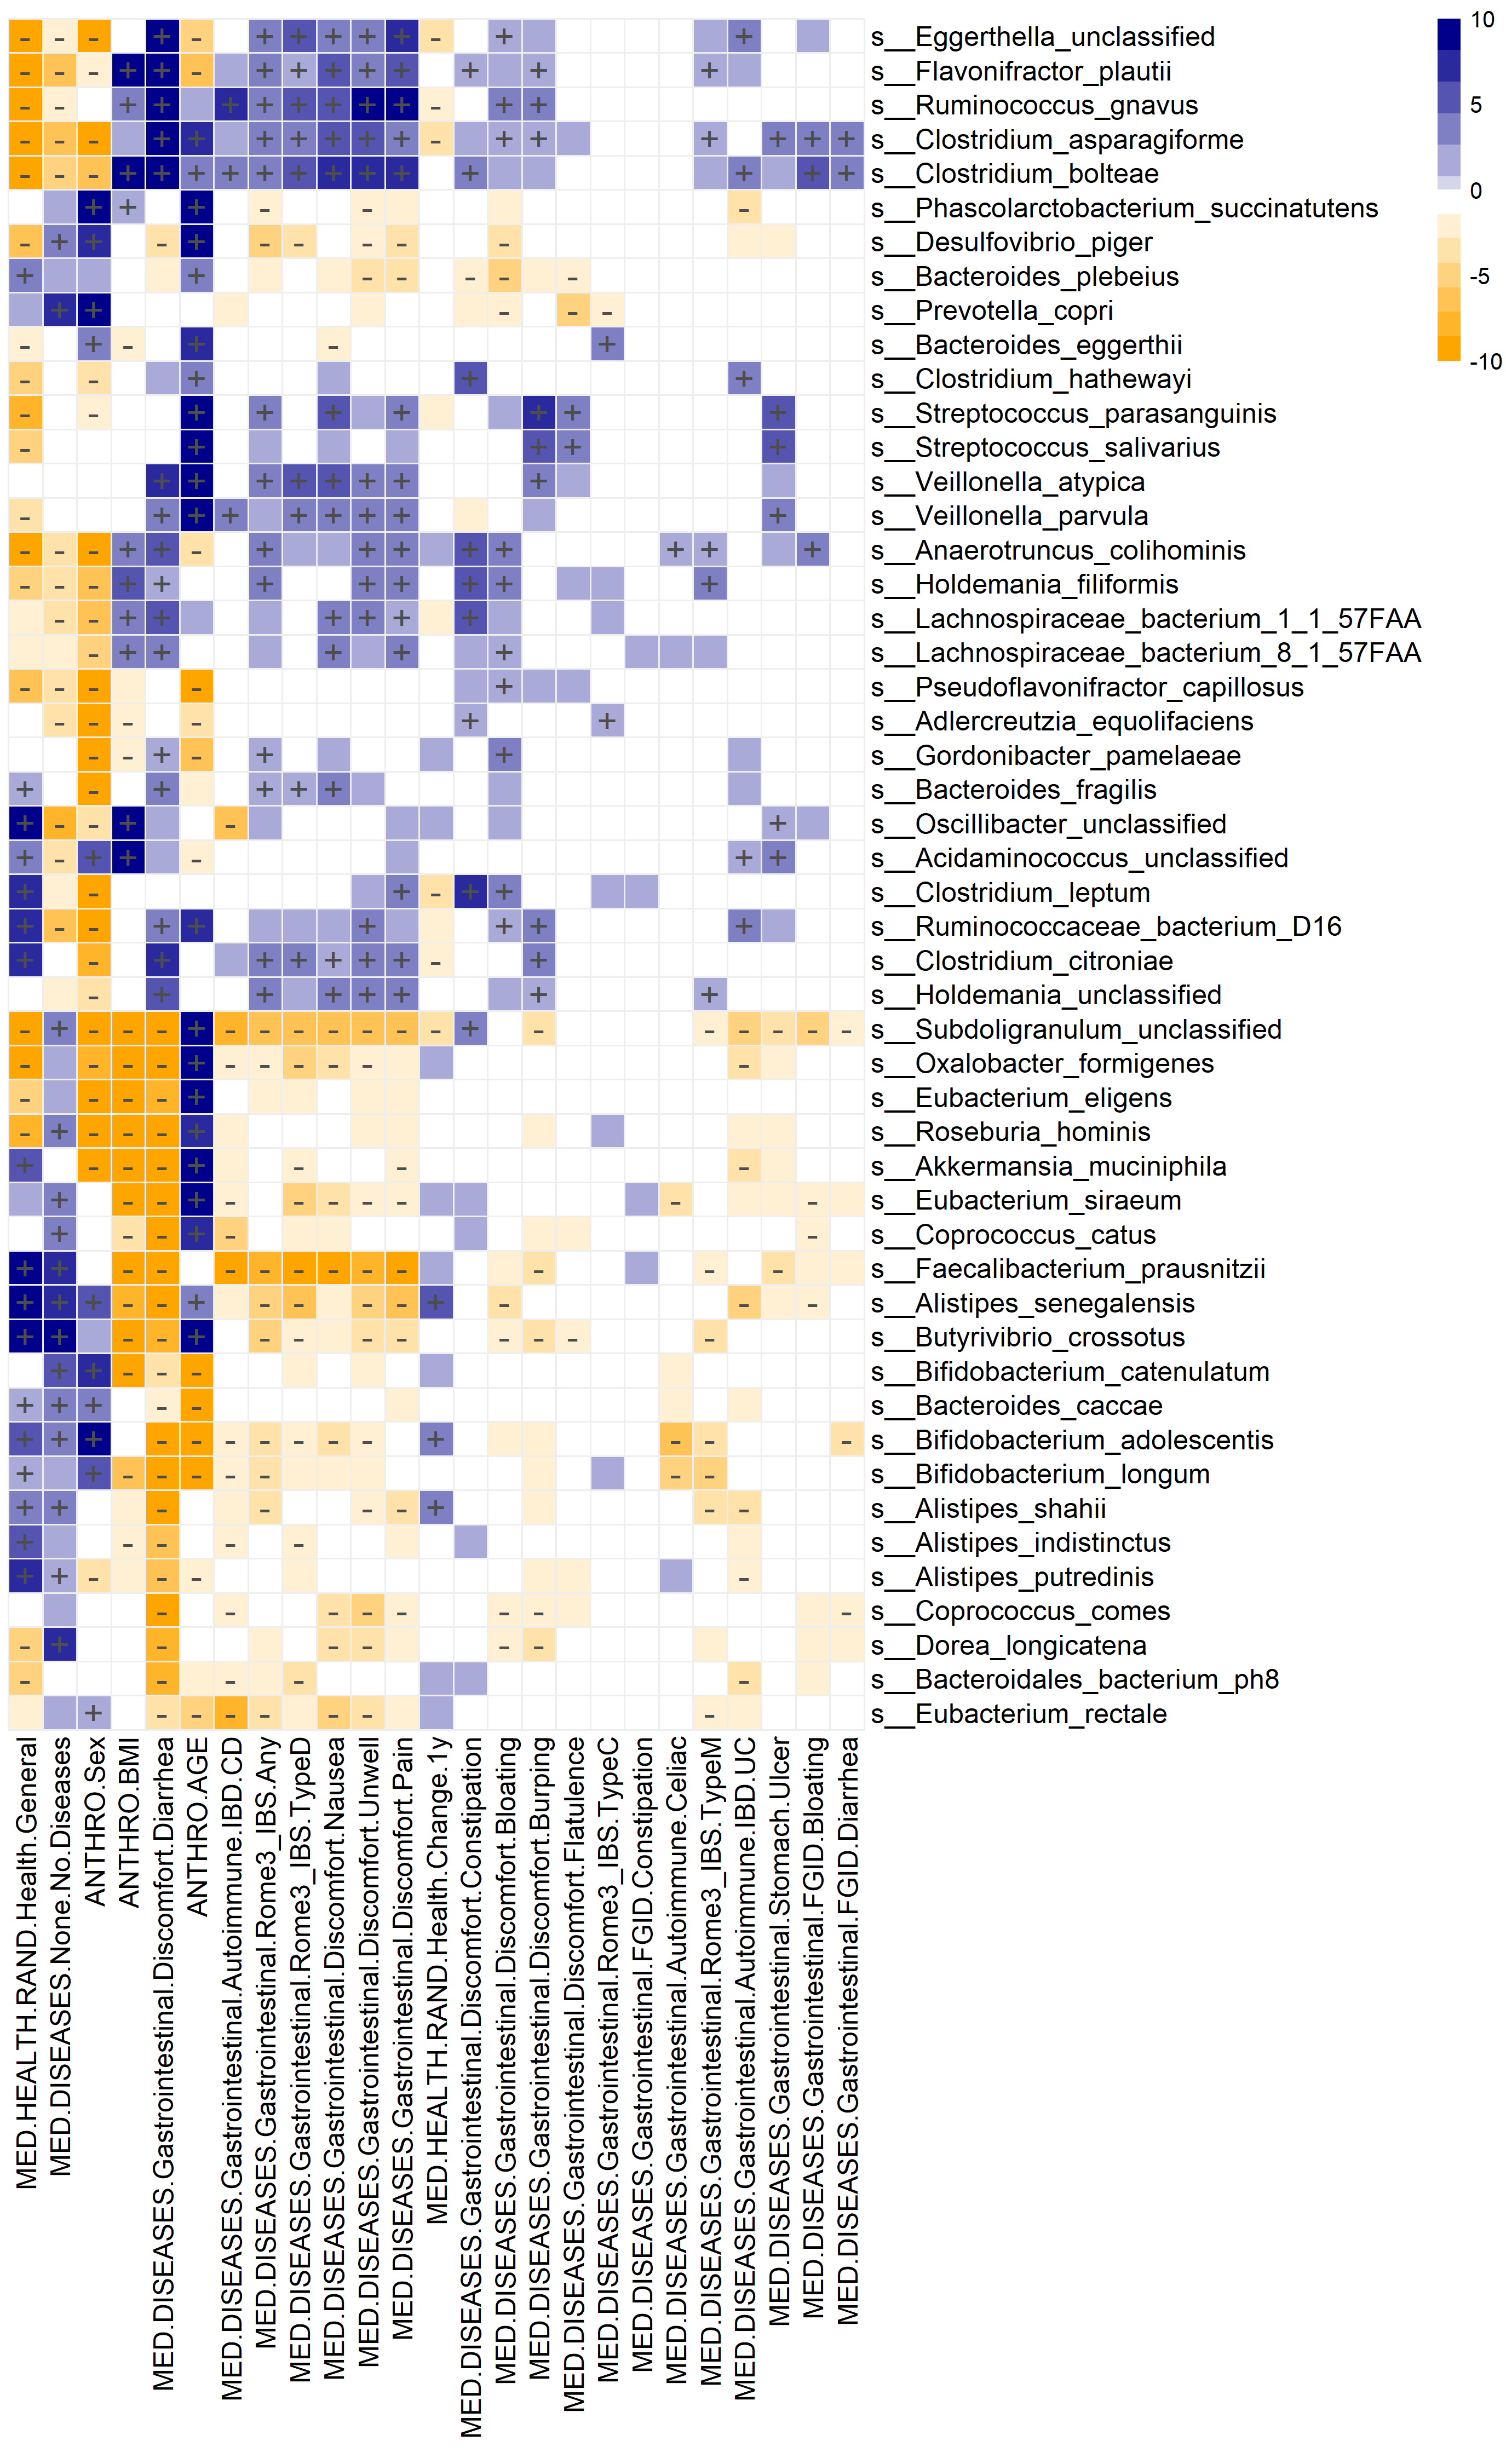 s__Eggerthella_unclassified
s__Flavonifractor_plautii
s__Ruminococcus_gnavus
s__Clostridium_asparagiforme
s__Clostridium_bolteae
s__Phascolarctobacterium_succinatutens
s__Desulfovibrio_piger
s__Bacteroides_plebeius
s__Prevotella_copri
s__Bacteroides_eggerthii
s__Clostridium_hathewayi
s__Streptococcus_parasanguinis
s__Streptococcus_salivarius
s__Veillonella_atypica
s__Veillonella_parvula
s__Anaerotruncus_colihominis
s__Holdemania_filiformis
s__Lachnospiraceae_bacterium_1_1_57FAA
s__Lachnospiraceae_bacterium_8_1_57FAA
s__Pseudoflavonifractor_capillosus
s__Adlercreutzia_equolifaciens
s__Gordonibacter_pamelaeae
s__Bacteroides_fragilis
s__Oscillibacter_unclassified
s__Acidaminococcus_unclassified
s__Clostridium_leptum
s__Ruminococcaceae_bacterium_D16
s__Clostridium_citroniae
s__Holdemania_unclassified
s__Subdoligranulum_unclassified
s__Oxalobacter_formigenes
s__Eubacterium_eligens
s__Roseburia_hominis
s__Akkermansia_muciniphila
s__Eubacterium_siraeum
s__Coprococcus_catus
s__Faecalibacterium_prausnitzii
s__Alistipes_senegalensis
s__Butyrivibrio_crossotus
s__Bifidobacterium_catenulatum
s__Bacteroides_caccae
s__Bifidobacterium_adolescentis
s__Bifidobacterium_longum
s__Alistipes_shahii
s__Alistipes_indistinctus
s__Alistipes_putredinis
s__Coprococcus_comes
s__Dorea_longicatena
s__Bacteroidales_bacterium_ph8
s__Eubacterium_rectale
MED.HEALTH.RAND.Health.General
MED.DISEASES.None.No.Diseases
ANTHRO.Sex
ANTHRO.BMI
MED.DISEASES.Gastrointestinal.Discomfort.Diarrhea
ANTHRO.AGE
MED.DISEASES.Gastrointestinal.Autoimmune.IBD.CD
MED.DISEASES.Gastrointestinal.Rome3_IBS.Any
MED.DISEASES.Gastrointestinal.Rome3_IBS.TypeD
MED.DISEASES.Gastrointestinal.Discomfort.Nausea
MED.DISEASES.Gastrointestinal.Discomfort.Unwell
MED.DISEASES.Gastrointestinal.Discomfort.Pain
MED.HEALTH.RAND.Health.Change.1y
MED.DISEASES.Gastrointestinal.Discomfort.Constipation
MED.DISEASES.Gastrointestinal.Discomfort.Bloating
MED.DISEASES.Gastrointestinal.Discomfort.Burping
MED.DISEASES.Gastrointestinal.Discomfort.Flatulence
MED.DISEASES.Gastrointestinal.Rome3_IBS.TypeC
MED.DISEASES.Gastrointestinal.FGID.Constipation
MED.DISEASES.Gastrointestinal.Autoimmune.Celiac
MED.DISEASES.Gastrointestinal.Rome3_IBS.TypeM
MED.DISEASES.Gastrointestinal.Autoimmune.IBD.UC
MED.DISEASES.Gastrointestinal.Stomach.Ulcer
MED.DISEASES.Gastrointestinal.FGID.Bloating
MED.DISEASES.Gastrointestinal.FGID.Diarrhea
10
5
0
-5
-10